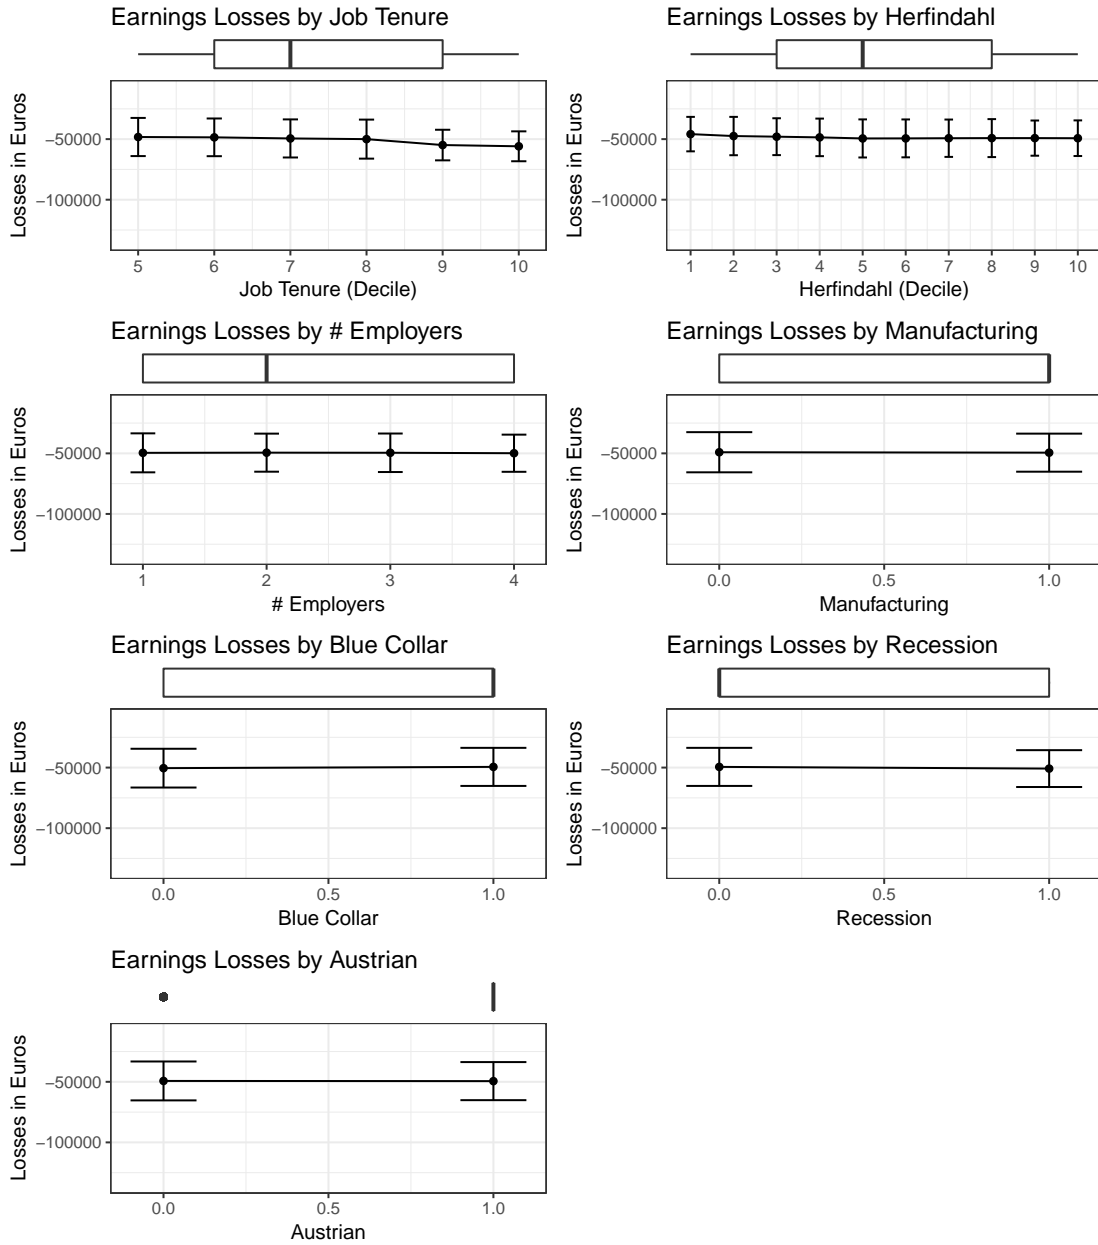 Earnings Losses by Job Tenure
Losses in Euros
−50000
−100000
5 6 7 8 9 10
Job Tenure (Decile)
Earnings Losses by Herfindahl
Losses in Euros
−50000
−100000
1 2 3 4 5 6 7 8 9 10
Herfindahl (Decile)
Earnings Losses by # Employers
Losses in Euros
−50000
−100000
1 2 3 4
# Employers
Earnings Losses by Manufacturing
Losses in Euros
−50000
−100000
0.0 0.5 1.0
Manufacturing
Earnings Losses by Blue Collar
Losses in Euros
−50000
−100000
0.0 0.5 1.0
Blue Collar
Earnings Losses by Recession
Losses in Euros
−50000
−100000
0.0 0.5 1.0
Recession
Earnings Losses by Austrian
Losses in Euros
−50000
−100000
0.0 0.5 1.0
Austrian